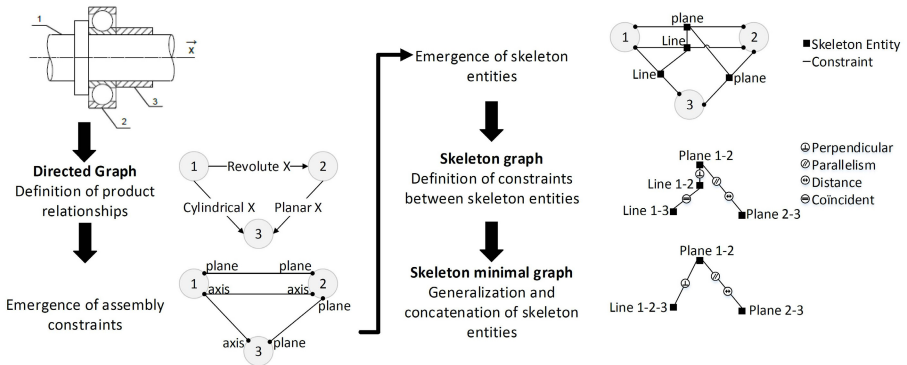 1
X
3
2
Directed Graph
Definition of product
relationships
1
Revolute X
2
Cylindrical X
Planar X
3
Emergence of assembly
constraints
plane
plane
1
2
axis
axis
plane
axis
3
plane
Emergence of skeleton
entities
Skeleton graph
Definition of constraints
between skeleton entities
Skeleton minimal graph
Generalization and
concatenation of skeleton
entities
plane
1
Line
2
Line
plane
3
Skeleton Entity
Constraint
Plane 1-2
Line 1-2
Line 1-3
Plane 2-3
Perpendicular
Parallelism
Distance
Coïncident
Plane 1-2
Line 1-2-3
Plane 2-3